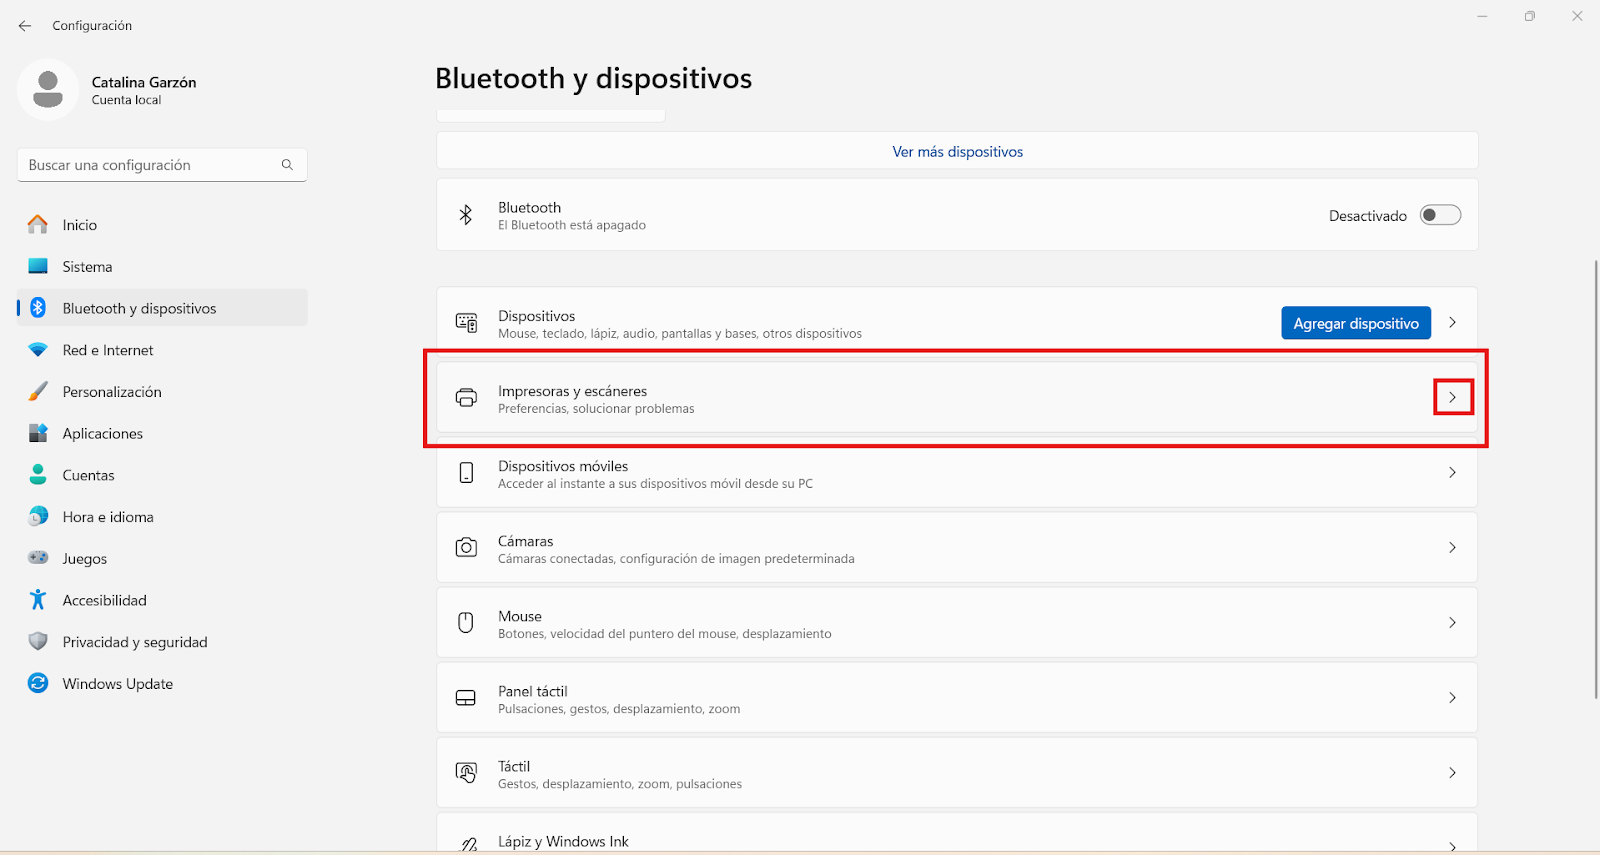 Configuración
Catalina Garzón
Cuenta local
Buscar una configuración
Inicio
Sistema
Bluetooth y dispositivos
Red e Internet
Personalización
Aplicaciones
Cuentas
Hora e idioma
Juegos
Accesibilidad
Privacidad y seguridad
Windows Update
Bluetooth y dispositivos
Ver más dispositivos
Bluetooth
El Bluetooth está apagado
Desactivado
Dispositivos
Mouse, teclado, lápiz, audio, pantallas y bases, otros dispositivos
Agregar dispositivo
Impresoras y escáneres
Preferencias, solucionar problemas
Dispositivos móviles
Acceder al instante a sus dispositivos móvil desde su PC
Cámaras
Cámaras conectadas, configuración de imagen predeterminada
Mouse
Botones, velocidad del puntero del mouse, desplazamiento
Panel táctil
Pulsaciones, gestos, desplazamiento, zoom
Táctil
Gestos, desplazamiento, zoom, pulsaciones
Lápiz y Windows Ink